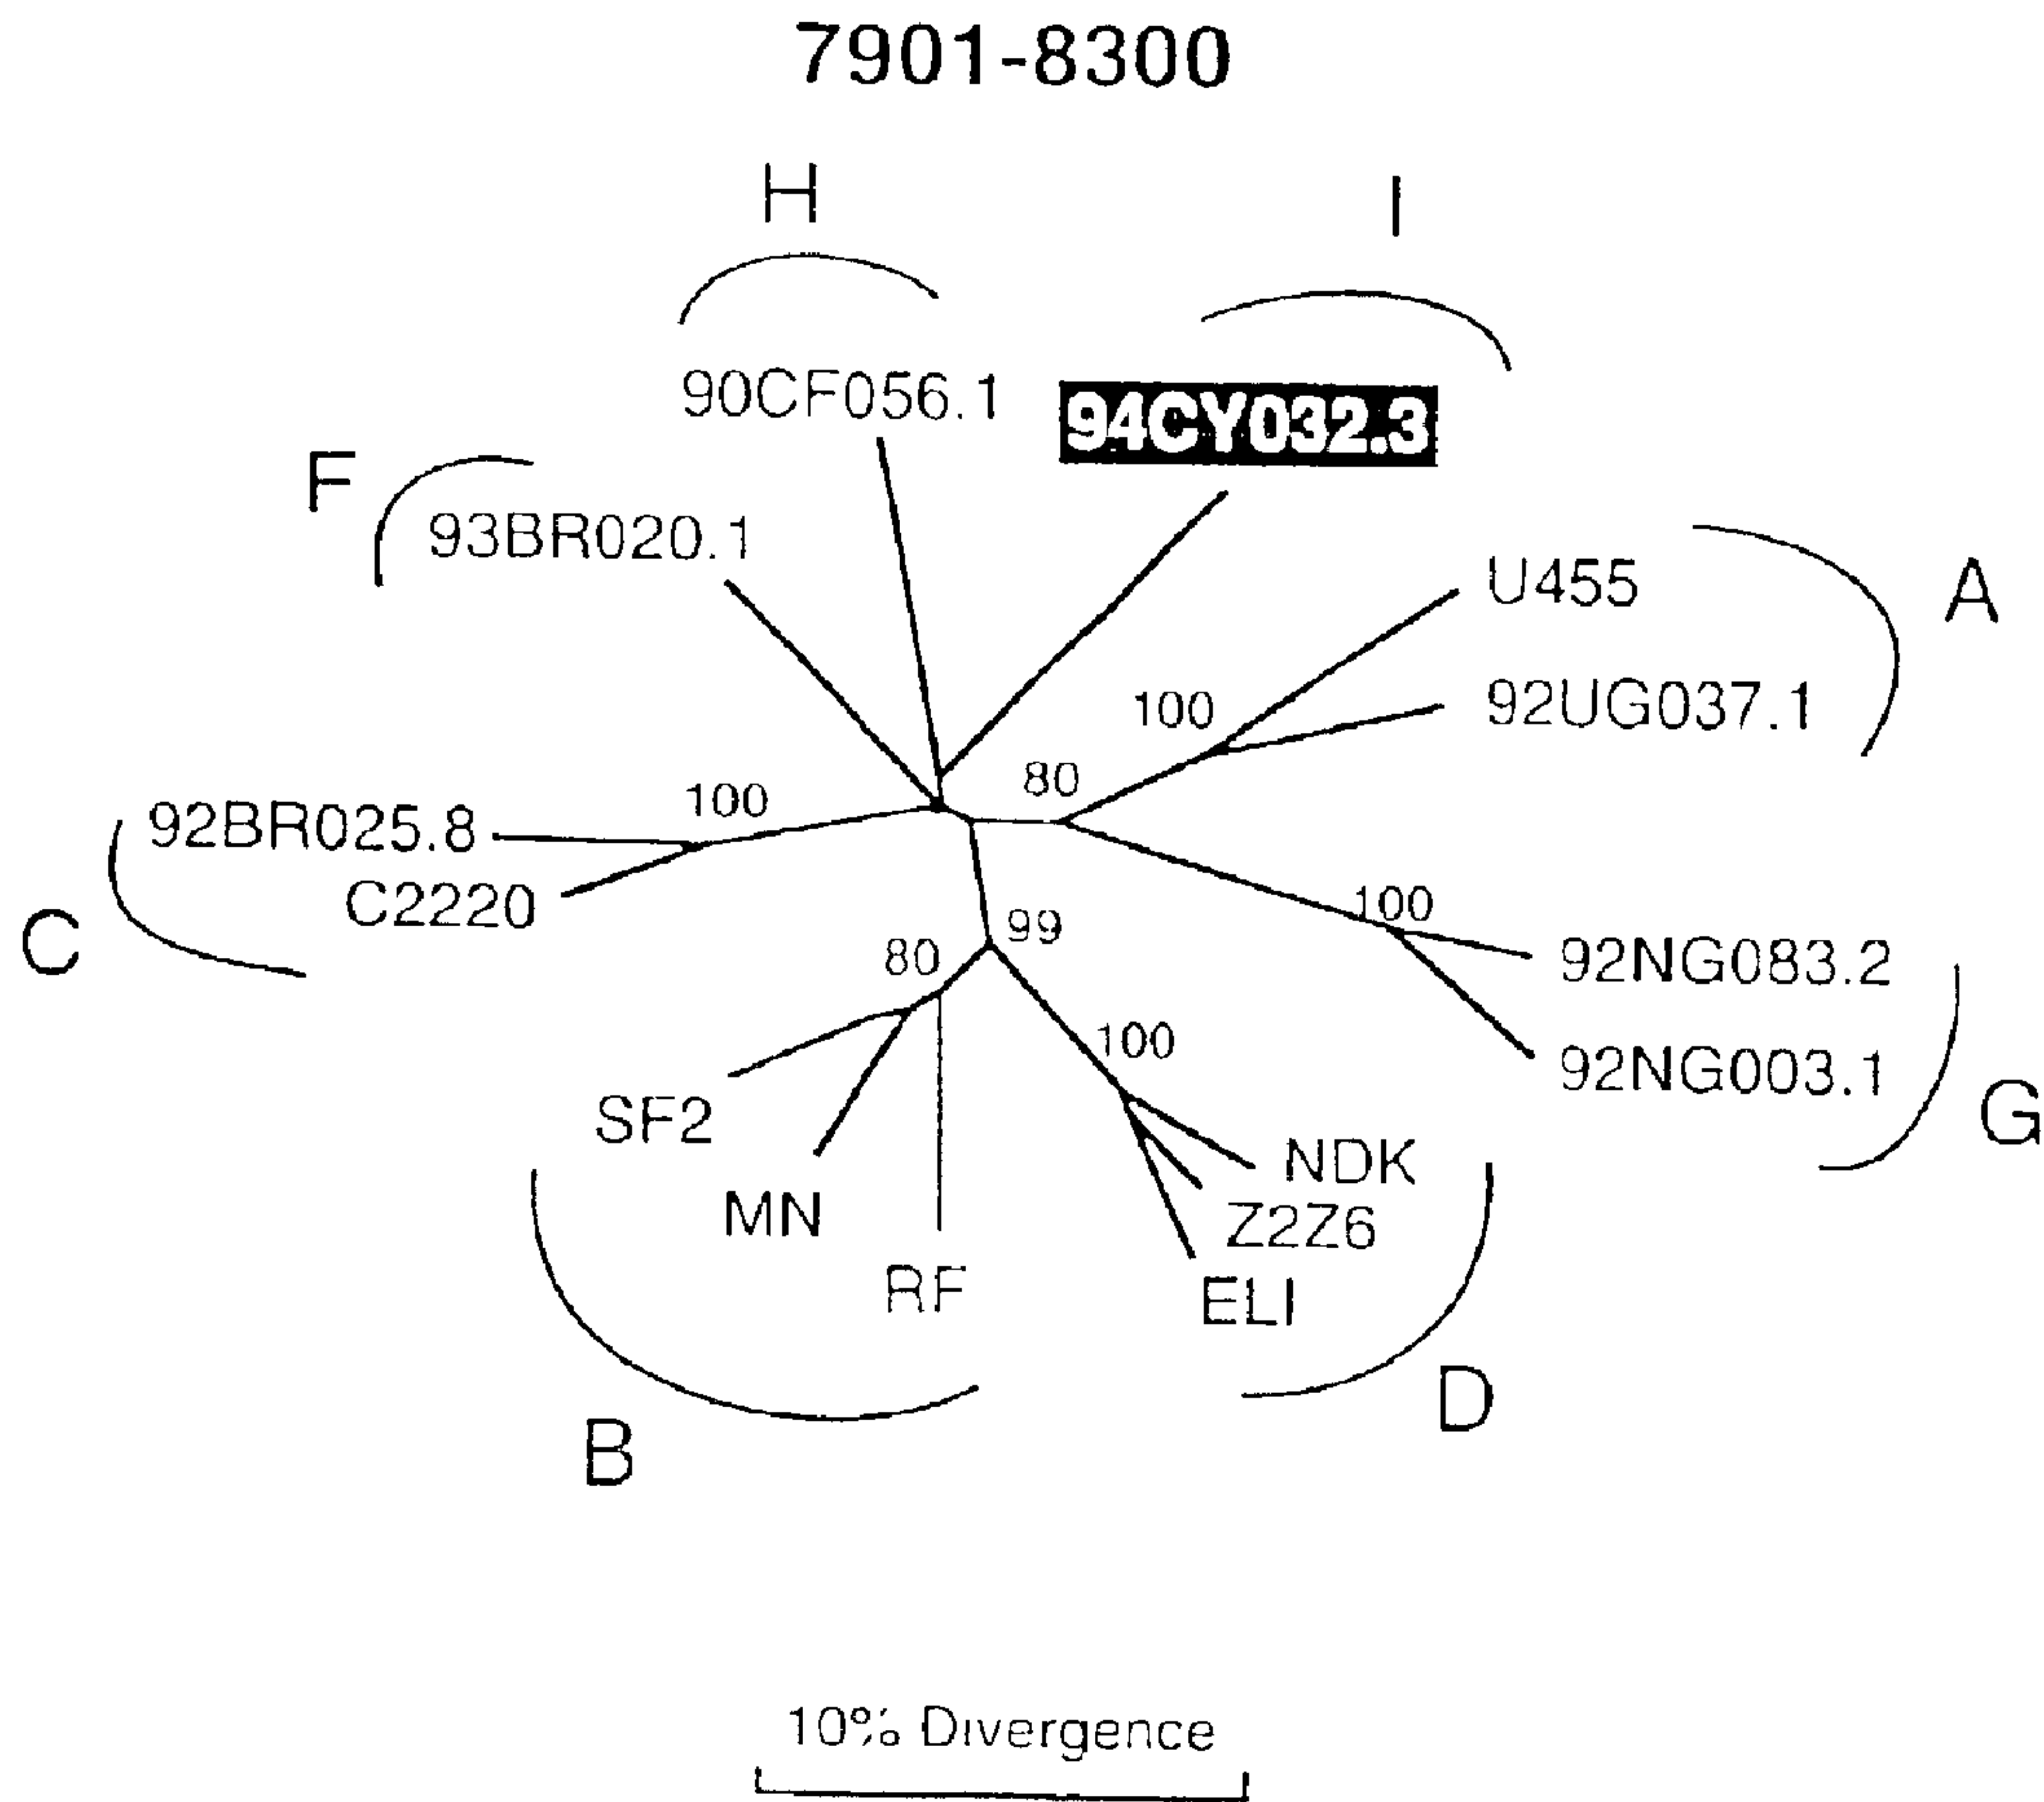 7901-8300
H
I
90CF056.1
94CY032.3
F
93BR020.1
U455
A
100
92UG037.1
80
100
92BR025.8
C2220
C
100
99
80
92NG083.2
100
92NG003.1
G
SF2
NDK
MN
Z2Z6
RF
ELI
D
B
10% Divergence